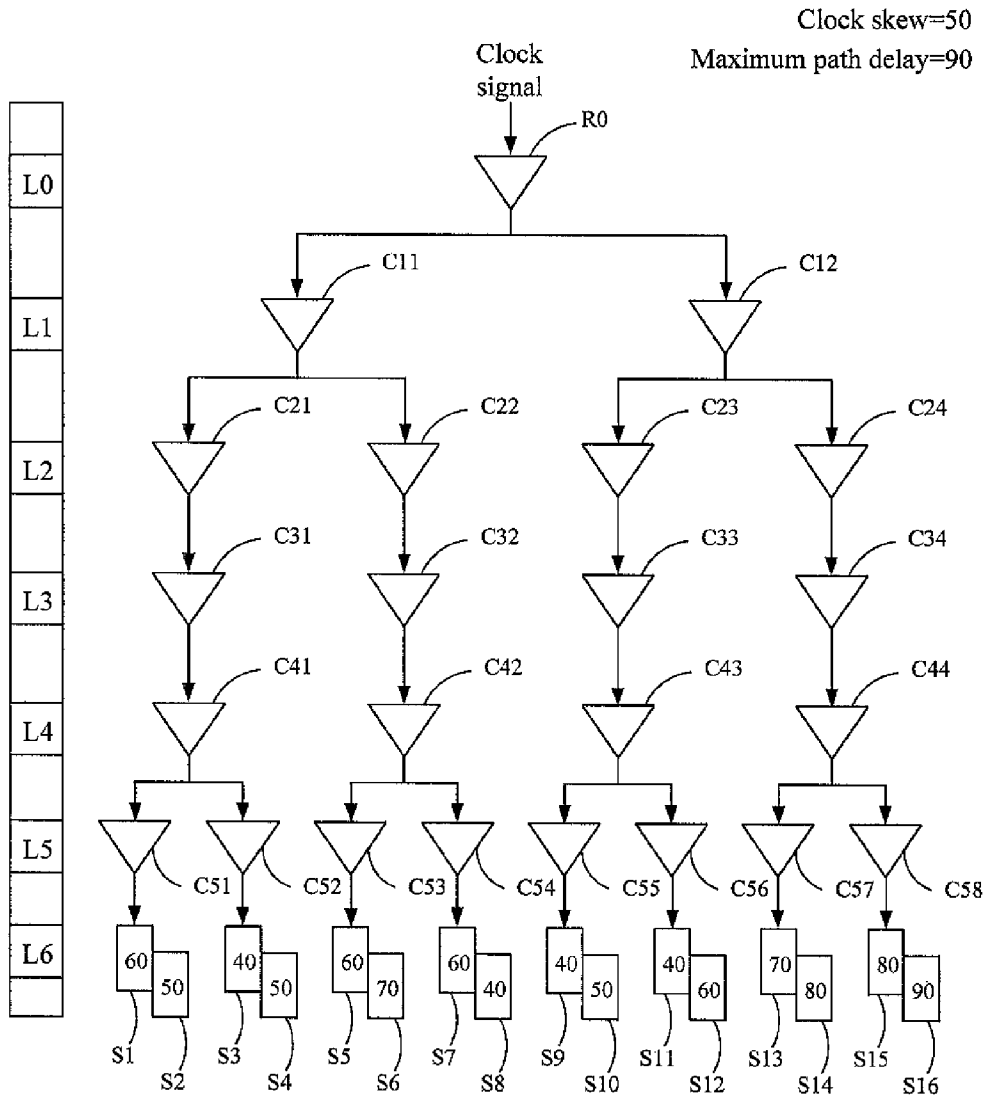 Clock skew=50
Maximum path delay=90
Clock
signal
R0
L0
C11
C12
L1
C21
C22
C23
C24
L2
C31
C32
C33
C34
L3
C41
C42
C43
C44
L4
L5
C51
C52
C53
C54
C55
C56
C57
C58
L6
60
50
40
50
60
70
60
40
40
50
40
60
70
80
80
90
S1
S2
S3
S4
S5
S6
S7
S8
S9
S10
S11
S12
S13
S14
S15
S16